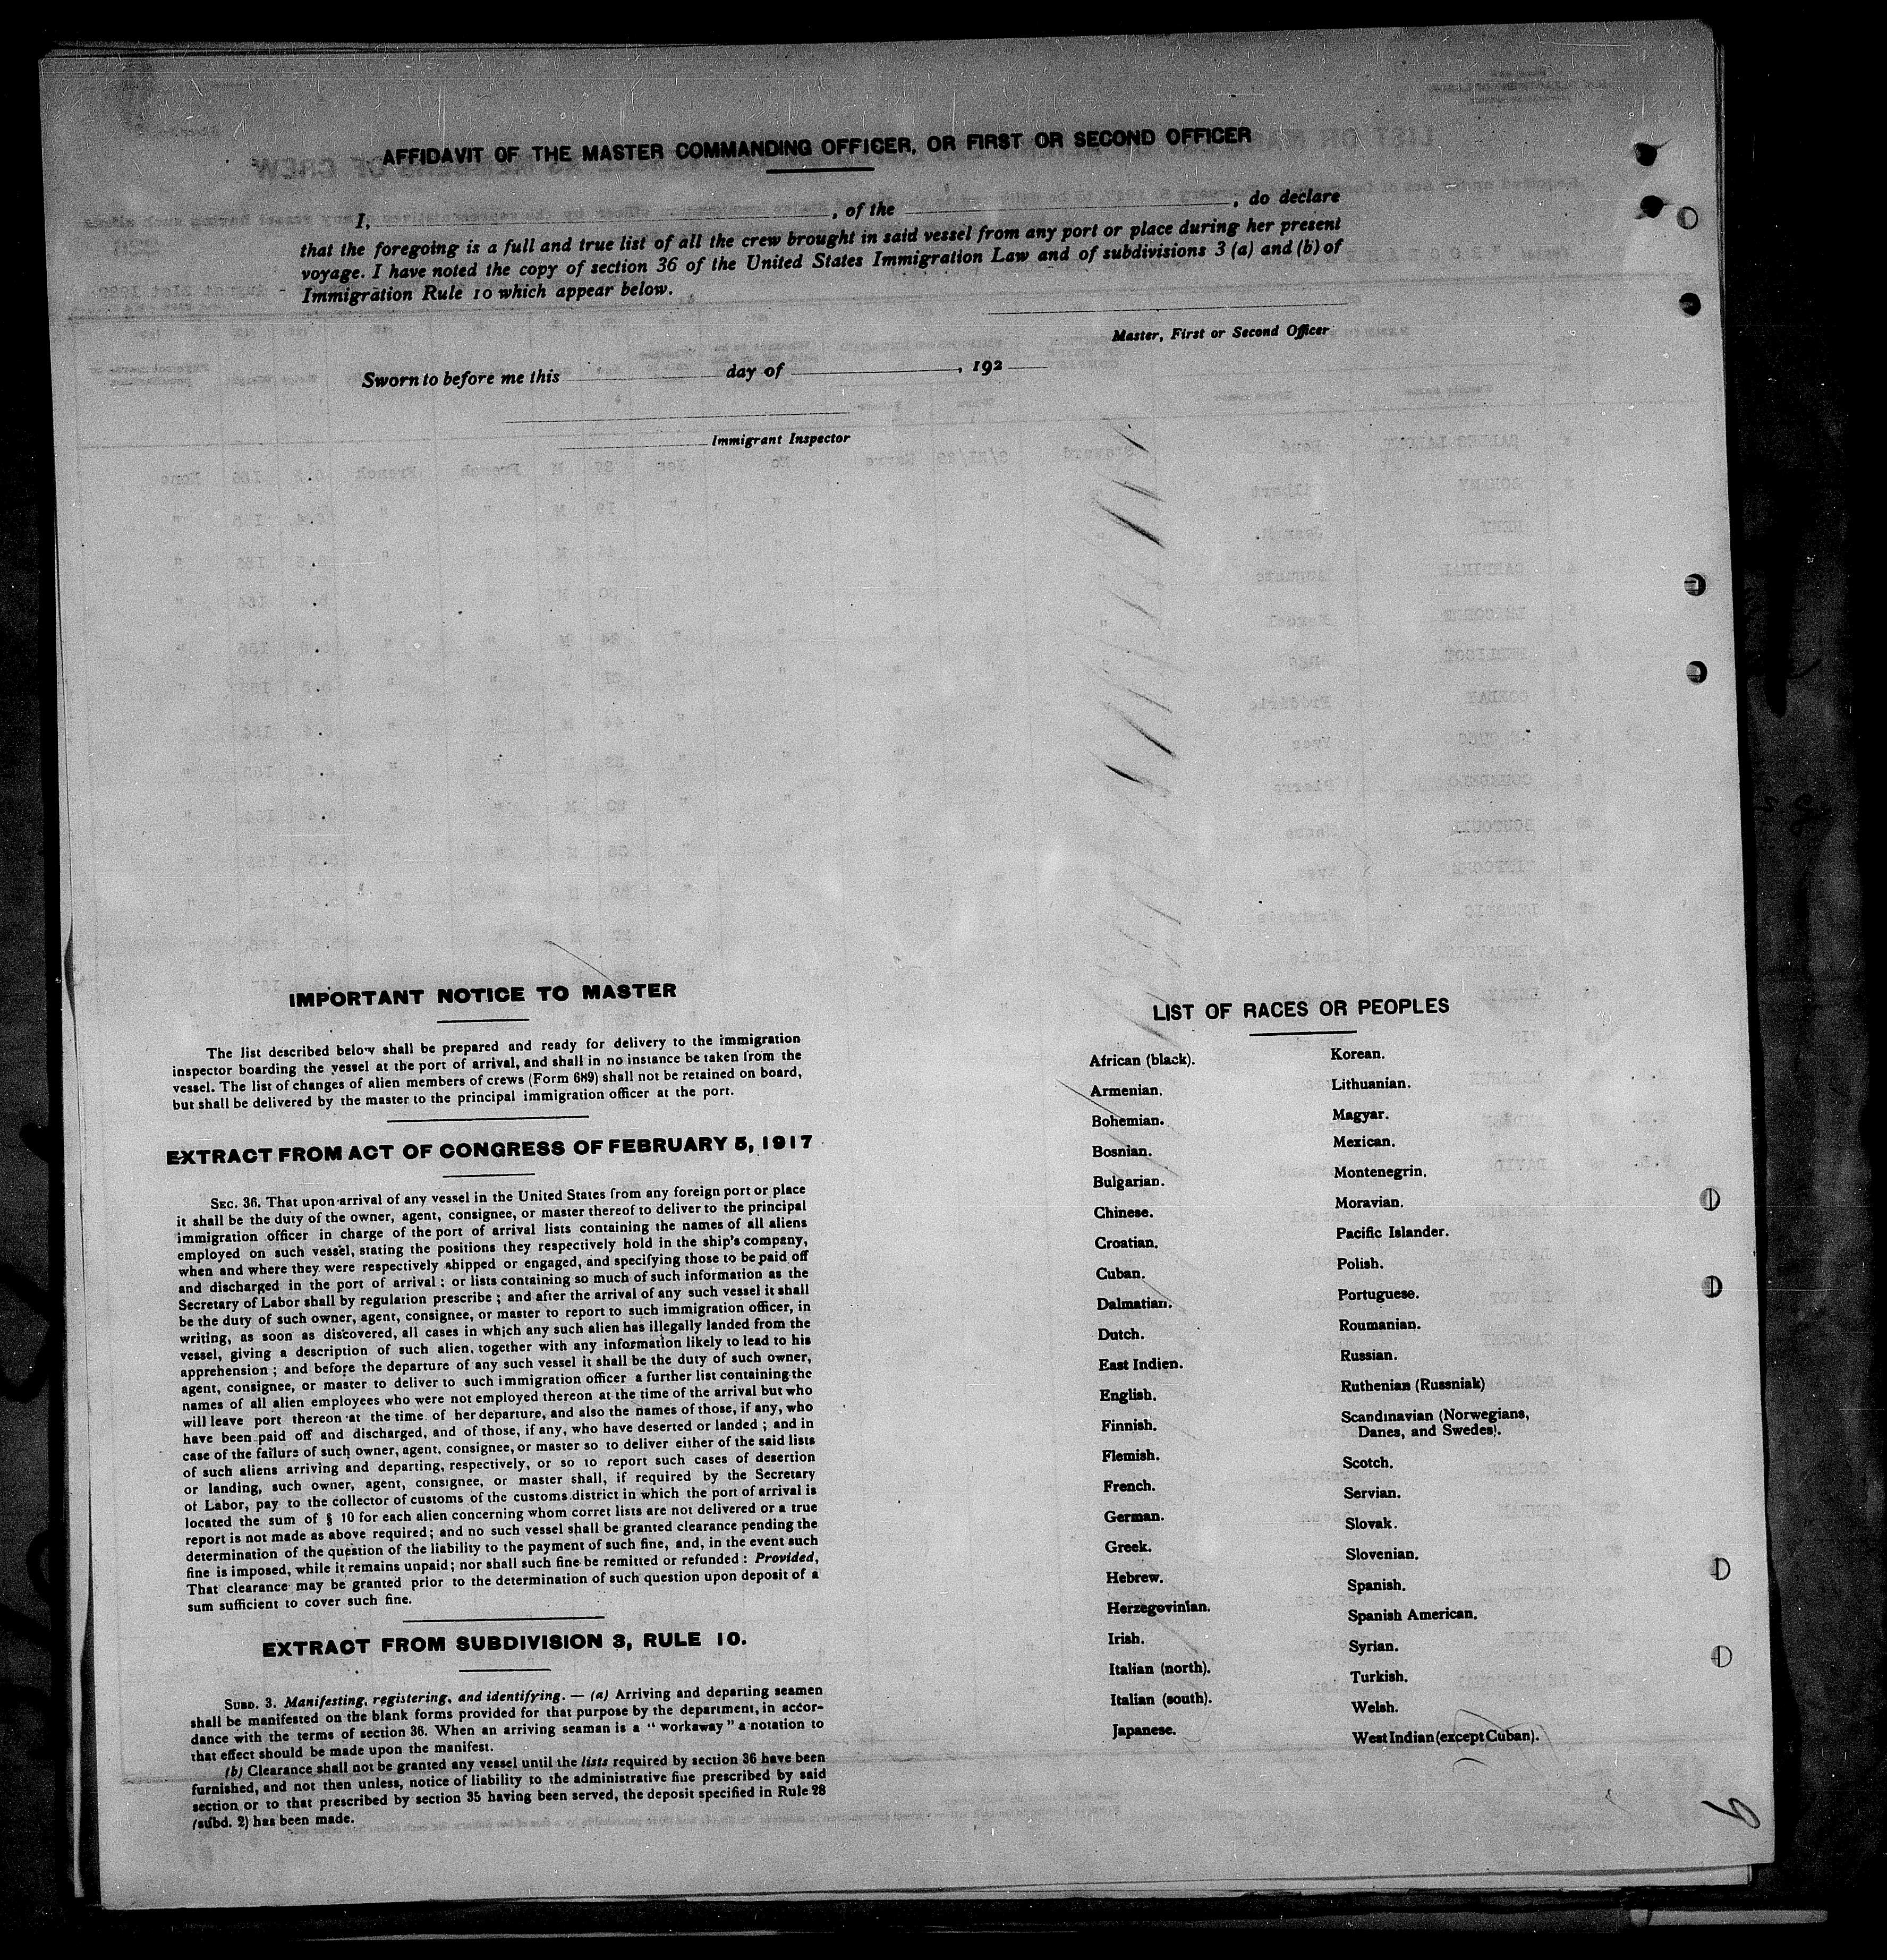 AFFIDAVIT OF THE MASTER COMMANDING OFFICER, OR FIRST OR SECOND OFFICER
I, , of the , do declare
that the foregoing is a full and true list of all the crew brought in said vessel from any port or place during her present
voyage. I have noted the copy of section 36 of the United States Immigration Law and of subdivisions 3 (a) and (b) of
Immigration Rule 10 which appear below.
Master, First or Second Officer
Sworn to before me this day of , 192
Immigrant Inspector
IMPORTANT NOTICE TO MASTER
The list described below shall be prepared and ready for delivery to the immigration
inspector boarding the vessel at the port of arrival, and shall in no instance be taken from the
vessel. The list of changes of alien members of crews (Form 689) shall not be retained on board,
but shall be delivered by the master to the principal immigration officer at the port.
EXTRACT FROM ACT OF CONGRESS OF FEBRUARY 5, 1917
SEC. 36. That upon arrival of any vessel in the United States from any foreign port or place
it shall be the duty of the owner, agent, consignee, or master thereof to deliver to the principal
immigration officer in charge of the port of arrival lists containing the names of all aliens
employed on such vessel, stating the positions they respectively hold in the ship's company,
when and where they were respectively shipped or engaged, and specifying those to be paid off
and discharged in the port of arrival ; or lists containing so much of such information as the
Secretary of Labor shall by regulation prescribe ; and after the arrival of any such vessel it shall
be the duty of such owner, agent, consignee, or master to report to such immigration officer, in
writing, as soon as discovered, all cases in which any such alien has illegally landed from the
vessel, giving a description of such alien, together with any information likely to lead to his
apprehension ; and before the departure of any such vessel it shall be the duty of such owner,
agent, consignee, or master to deliver to such immigration officer a further list containing the
names of all alien employees who were not employed thereon at the time of the arrival but who
will leave port thereon at the time of her departure, and also the names of those, if any, who
have been paid off and discharged, and of those, if any, who have deserted or landed ; and in
case of the failure of such owner, agent, consignee, or master so to deliver either of the said lists
of such aliens arriving and departing, respectively, or so to report such cases of desertion
or landing, such owner, agent, consignee, or master shall, if required by the Secretary
of Labor, pay to the collector of customs of the customs district in which the port of arrival is
located the sum of § 10 for each alien concerning whom corret lists are not delivered or a true
report is not made as above required ; and no such vessel shall be granted clearance pending the
determination of the question of the liability to the payment of such fine, and, in the event such
fine is imposed, while it remains unpaid ; nor shall such fine be remitted or refunded : Provided,
That clearance may be granted prior to the determination of such question upon deposit of a
sum sufficient to cover such fine.
EXTRACT FROM SUBDIVISION 3, RULE 10.
SUBD. 3. Manifesting, registering, and identifying. — (a) Arriving and departing seamen
shall be manifested on the blank forms provided for that purpose by the department, in accor-
dance with the terms of section 36. When an arriving seaman is a " workaway " a notation to
that effect should be made upon the manifest.
(b) Clearance shall not be granted any vessel until the lists required by section 36 have been
furnished, and not then unless, notice of liability to the administrative fine prescribed by said
section or to that prescribed by section 35 having been served, the deposit specified in Rule 28
(subd. 2) has been made.
LIST OF RACES OR PEOPLES
African (black).
Armenian.
Bohemian.
Bosnian.
Bulgarian.
Chinese.
Croatian.
Cuban.
Dalmatian.
Dutch.
East Indien.
English.
Finnish.
Flemish.
French.
German.
Greek.
Hebrew.
Herzegovinian.
Irish.
Italian (north).
Italian (south).
Japanese.
Korean.
Lithuanian.
Magyar.
Mexican.
Montenegrin.
Moravian.
Pacific Islander.
Polish.
Portuguese.
Roumanian.
Russian.
Ruthenian (Russniak)
Scandinavian (Norwegians,
Danes, and Swedes).
Scotch.
Servian.
Slovak.
Slovenian.
Spanish.
Spanish American.
Syrian.
Turkish.
Welsh.
West Indian (except Cuban).